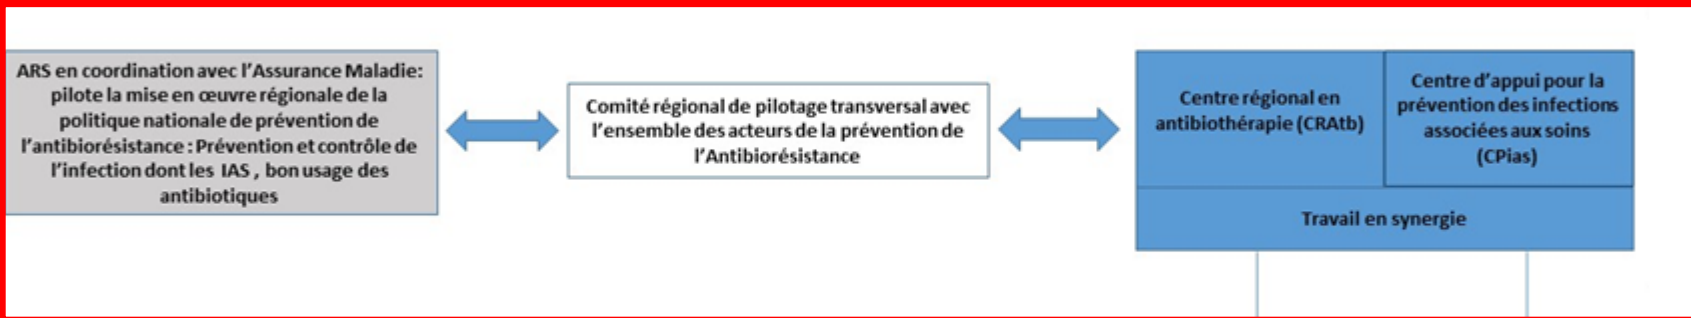 ARS en coordination avec l'Assurance Maladie:
pilote la mise en œuvre régionale de la
politique nationale de prévention de
l'antibiorésistance : Prévention et contrôle de
l'infection dont les IAS , bon usage des
antibiotiques
Comité régional de pilotage transversal avec
l'ensemble des acteurs de la prévention de
l'Antibiorésistance
Centre régional en
antibiothérapie (CRAtb)
Centre d'appui pour la
prévention des infections
associées aux soins
(CPias)
Travail en synergie